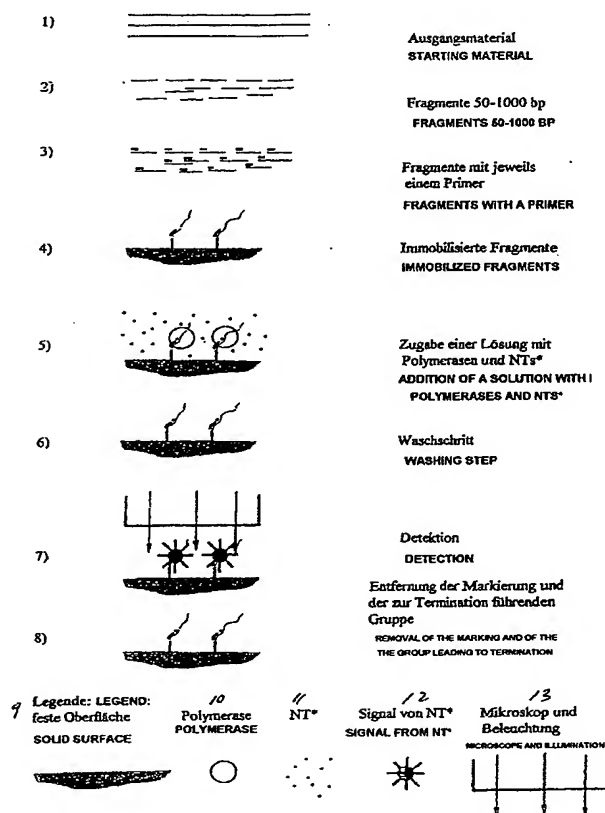 1)
Ausgangsmaterial
STARTING MATERIAL
2)
Fragmente 50-1000 bp
FRAGMENTS 50-1000 BP
3)
Fragmente mit jeweils
einem Primer
FRAGMENTS WITH A PRIMER
4)
Immobilisierte Fragmente
IMMOBILIZED FRAGMENTS
5)
Zugabe einer Lösung mit
Polymerasen und NTs*
ADDITION OF A SOLUTION WITH I
POLYMERASES AND NTS*
6)
Waschschritt
WASHING STEP
7)
Detektion
DETECTION
8)
Entfernung der Markierung und
der zur Termination führenden
Gruppe
REMOVAL OF THE MARKING AND OF THE
THE GROUP LEADING TO TERMINATION
9 Legende: LEGEND:
feste Oberfläche
SOLID SURFACE
10
Polymerase
POLYMERASE
11
NT*
12
Signal von NT*
SIGNAL FROM NT*
13
Mikroskop und
Beleuchtung
MICROSCOPE AND ILLUMINATION